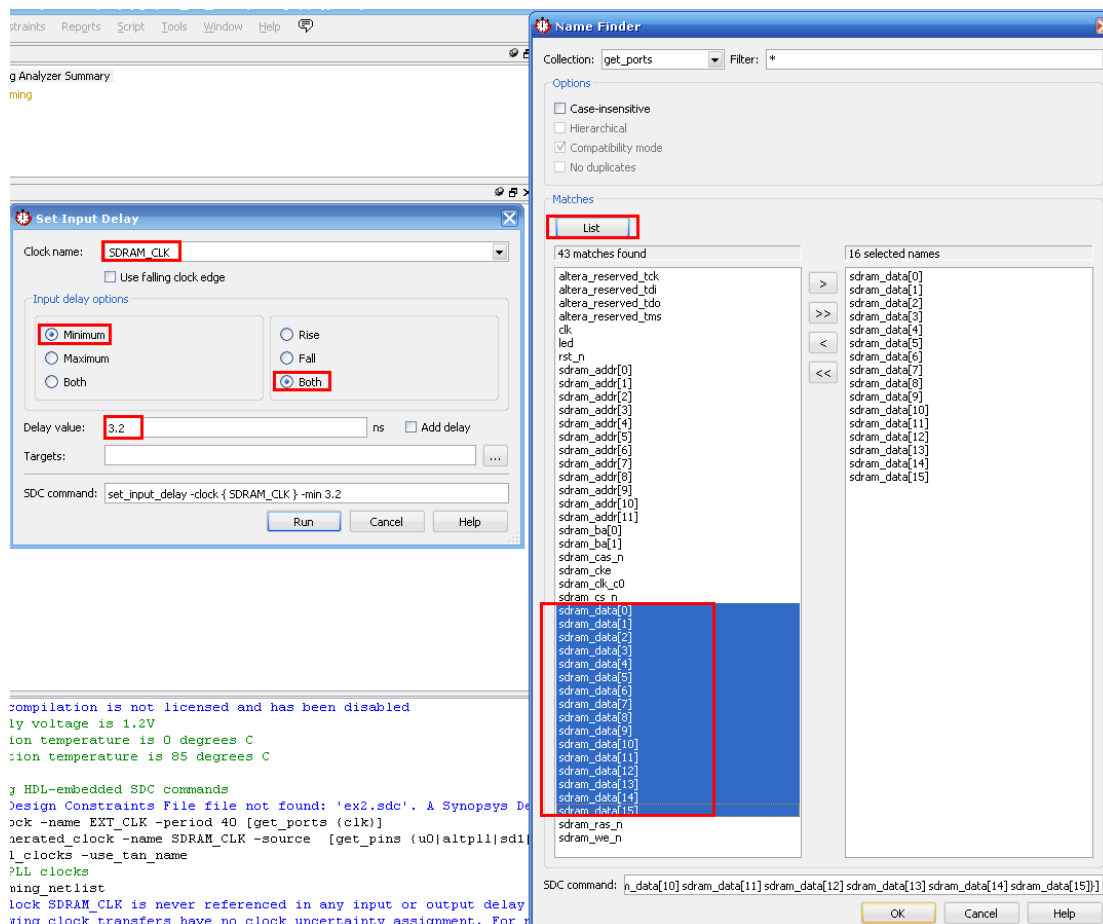 straints Reports Script Tools Window Help
g Analyzer Summary
ming
Set Input Delay
Clock name: SDRAM_CLK
Use falling clock edge
Input delay options
Minimum
Maximum
Both
Rise
Fall
Both
Delay value: 3.2 ns Add delay
Targets: ...
SDC command: set_input_delay -clock { SDRAM_CLK } -min 3.2
Run Cancel Help
compilation is not licensed and has been disabled
ly voltage is 1.2V
ion temperature is 0 degrees C
tion temperature is 85 degrees C
g HDL-embedded SDC commands
Design Constraints File file not found: 'ex2.sdc'. A Synopsys De
ock -name EXT_CLK -period 40 [get_ports {clk}]
nerated_clock -name SDRAM_CLK -source [get_pins {u0|altpll|sd1|
l_clocks -use_tan_name
PLL clocks
ming_netlist
lock SDRAM_CLK is never referenced in any input or output delay
ming clock transfers have no clock uncertainty assignment. For
Name Finder
Collection: get_ports Filter: *
Options
Case-insensitive
Hierarchical
Compatibility mode
No duplicates
Matches
List
43 matches found
altera_reserved_tck
altera_reserved_tdi
altera_reserved_tdo
altera_reserved_tms
clk
led
rst_n
sdram_addr[0]
sdram_addr[1]
sdram_addr[2]
sdram_addr[3]
sdram_addr[4]
sdram_addr[5]
sdram_addr[6]
sdram_addr[7]
sdram_addr[8]
sdram_addr[9]
sdram_addr[10]
sdram_addr[11]
sdram_ba[0]
sdram_ba[1]
sdram_cas_n
sdram_cke
sdram_clk_c0
sdram_cs_n
sdram_data[0]
sdram_data[1]
sdram_data[2]
sdram_data[3]
sdram_data[4]
sdram_data[5]
sdram_data[6]
sdram_data[7]
sdram_data[8]
sdram_data[9]
sdram_data[10]
sdram_data[11]
sdram_data[12]
sdram_data[13]
sdram_data[14]
sdram_data[15]
sdram_ras_n
sdram_we_n
>
>>
<
<<
16 selected names
sdram_data[0]
sdram_data[1]
sdram_data[2]
sdram_data[3]
sdram_data[4]
sdram_data[5]
sdram_data[6]
sdram_data[7]
sdram_data[8]
sdram_data[9]
sdram_data[10]
sdram_data[11]
sdram_data[12]
sdram_data[13]
sdram_data[14]
sdram_data[15]
SDC command: n_data[10] sdram_data[11] sdram_data[12] sdram_data[13] sdram_data[14] sdram_data[15]}]
OK Cancel Help